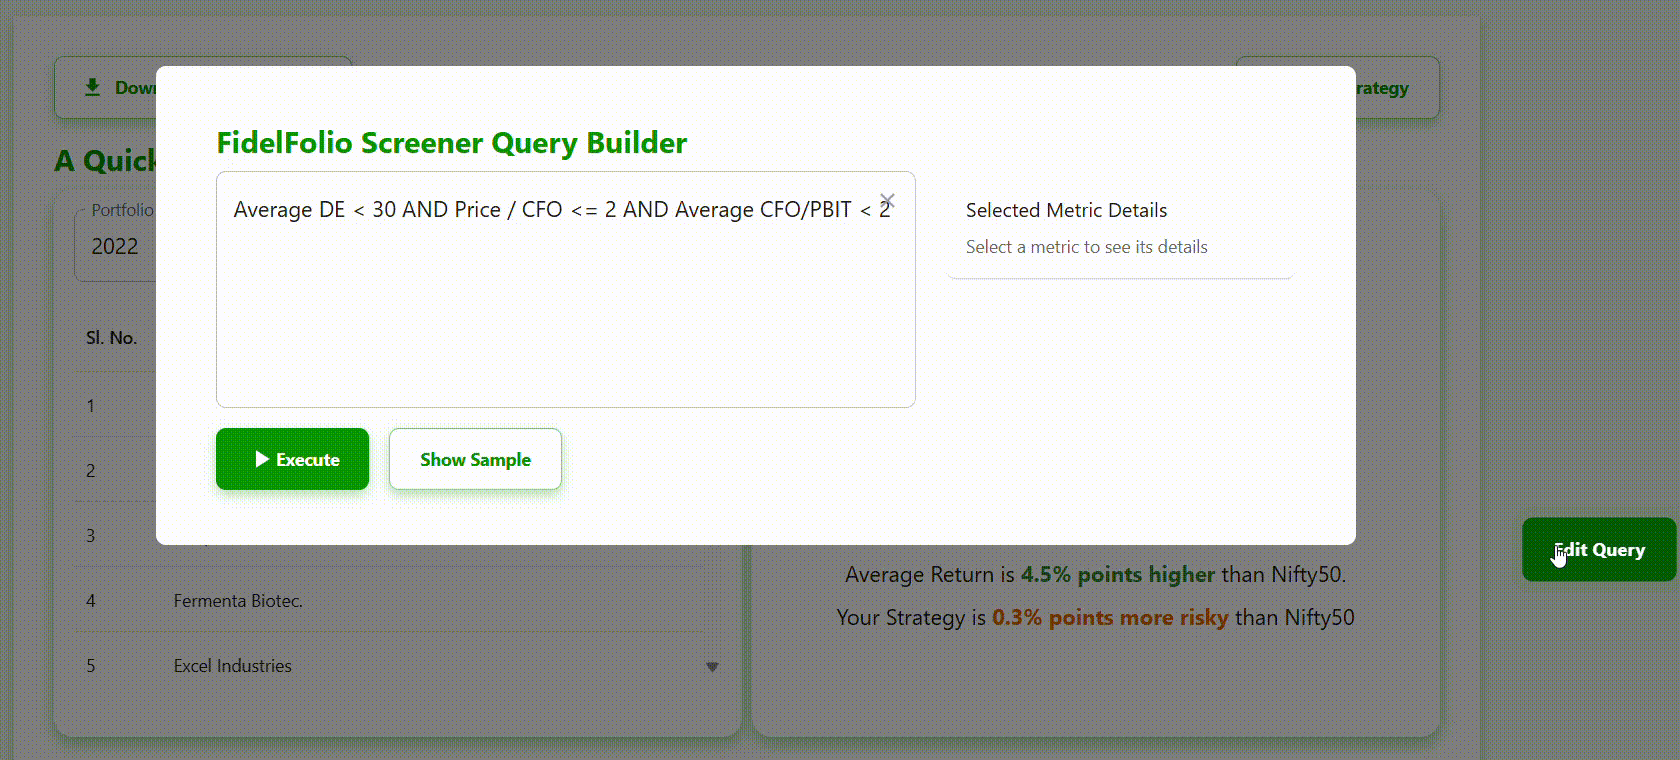 Down
rategy
FidelFolio Screener Query Builder
A Quick
Average DE < 30 AND Price / CFO <= 2 AND Average CFO/PBIT < 2
Selected Metric Details
Select a metric to see its details
Portfolio
2022
Sl. No.
1
Execute
Show Sample
2
3
Edit Query
Average Return is 4.5% points higher than Nifty50.
4 Fermenta Biotec.
Your Strategy is 0.3% points more risky than Nifty50
5 Excel Industries